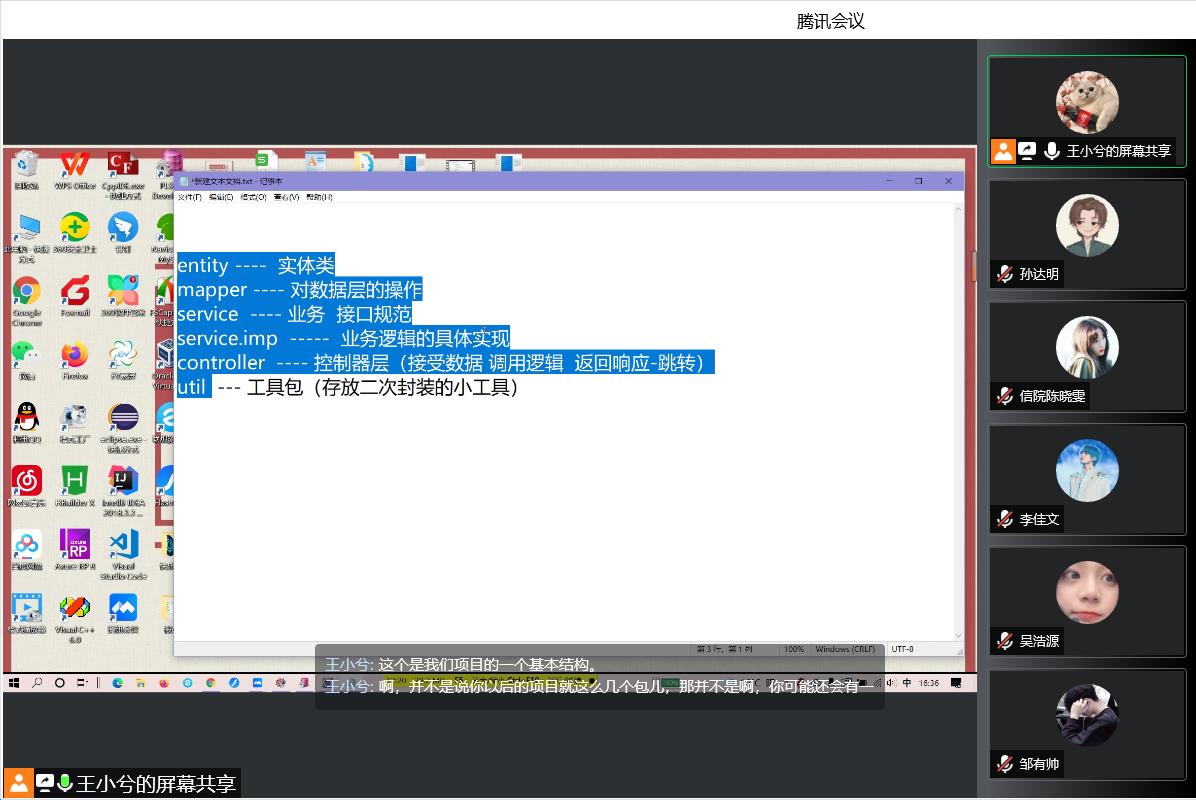 腾讯会议
回收站
WPS Office
CppIDE.exe
- 快捷方式
钉钉
Google
Chrome
Foxmail
Firefox
eclipse.exe -
快捷方式
HBuilder X
IntelliJ IDEA
Axure RP 8
Visual
Studio Code
Visual C++
6.0
*新建文本文档.txt - 记事本
文件(F) 编辑(E) 格式(O) 查看(V) 帮助(H)
entity ---- 实体类
mapper ---- 对数据层的操作
service ---- 业务 接口规范
service.imp ----- 业务逻辑的具体实现
controller ---- 控制器层（接受数据 调用逻辑 返回响应-跳转）
util --- 工具包（存放二次封装的小工具）
第 3 行，第 1 列 100% Windows (CRLF) UTF-8
王小兮: 这个是我们项目的一个基本结构。
王小兮: 啊，并不是说你以后的项目就这么几个包儿，那并不是啊，你可能还会有一
中 16:36
王小兮的屏幕共享
王小兮的屏幕共享
孙达明
信院陈晓雯
李佳文
吴浩源
邹有帅